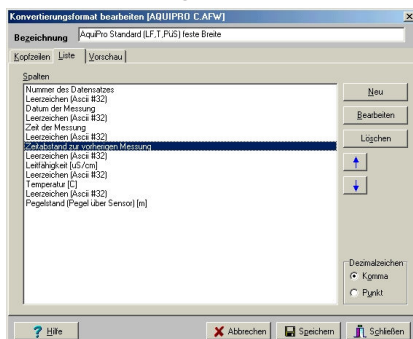 Konvertierungsformat bearbeiten [AQUIPRO C.AFW]
Bezeichnung AquiPro Standard (LF,T,PüS) feste Breite
Kopfzeilen Liste Vorschau
Spalten
Nummer des Datensatzes
Leerzeichen (Ascii #32)
Datum der Messung
Leerzeichen (Ascii #32)
Zeit der Messung
Leerzeichen (Ascii #32)
Zeitabstand zur vorherigen Messung
Leerzeichen (Ascii #32)
Leitfähigkeit [uS/cm]
Leerzeichen (Ascii #32)
Temperatur [C]
Leerzeichen (Ascii #32)
Pegelstand (Pegel über Sensor) [m]
Neu
Bearbeiten
Löschen
Dezimalzeichen
Komma
Punkt
? Hilfe
Abbrechen
Speichern
Schließen